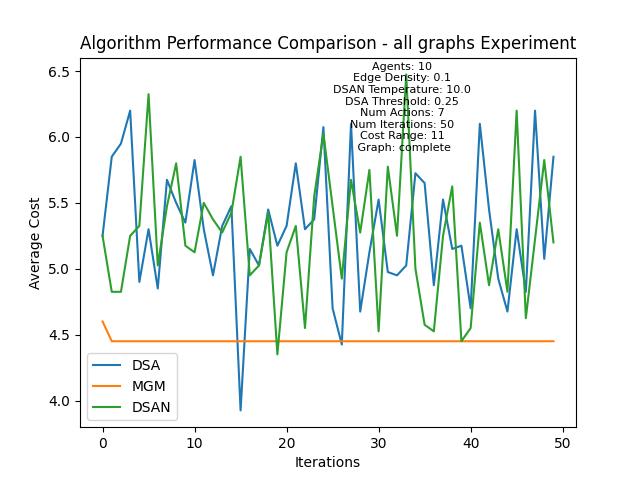 Algorithm Performance Comparison - all graphs Experiment
Agents: 10
Edge Density: 0.1
DSAN Temperature: 10.0
DSA Threshold: 0.25
Num Actions: 7
Num Iterations: 50
Cost Range: 11
Graph: complete
6.5
6.0
5.5
5.0
4.5
4.0
Average Cost
DSA
MGM
DSAN
0 10 20 30 40 50
Iterations